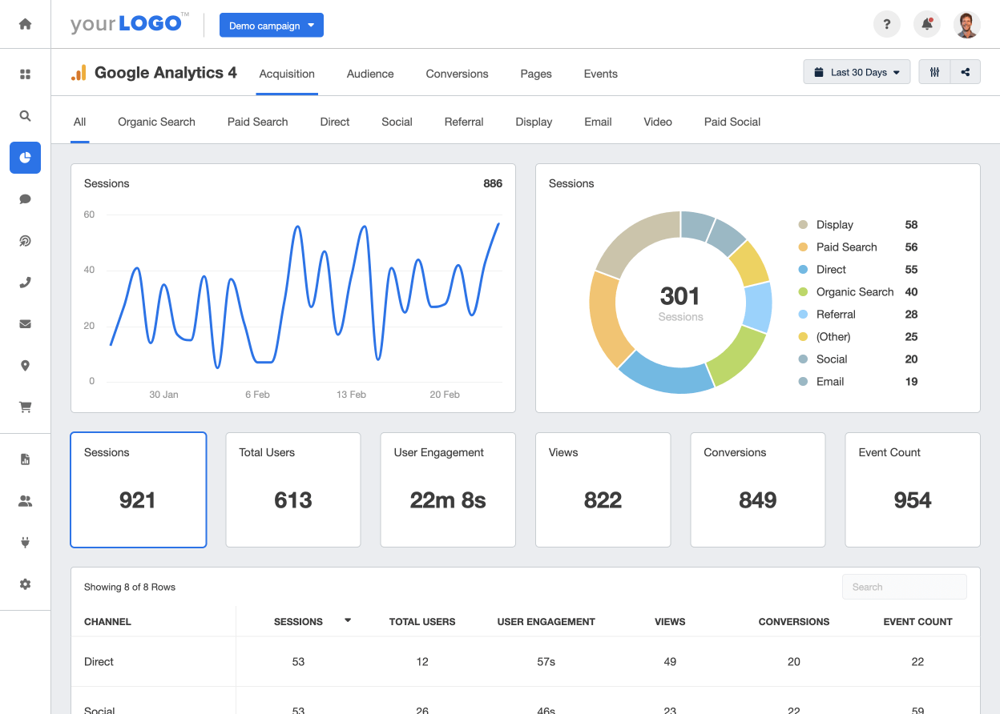 yourLOGO™
Demo campaign
?
Google Analytics 4
Acquisition Audience Conversions Pages Events
Last 30 Days
All Organic Search Paid Search Direct Social Referral Display Email Video Paid Social
Sessions 886
60
40
20
0
30 Jan 6 Feb 13 Feb 20 Feb
Sessions
301
Sessions
Display 58
Paid Search 56
Direct 55
Organic Search 40
Referral 28
(Other) 25
Social 20
Email 19
Sessions
921
Total Users
613
User Engagement
22m 8s
Views
822
Conversions
849
Event Count
954
Showing 8 of 8 Rows
Search
CHANNEL SESSIONS TOTAL USERS USER ENGAGEMENT VIEWS CONVERSIONS EVENT COUNT
Direct 53 12 57s 49 20 22
Social 53 26 46s 23 22 59